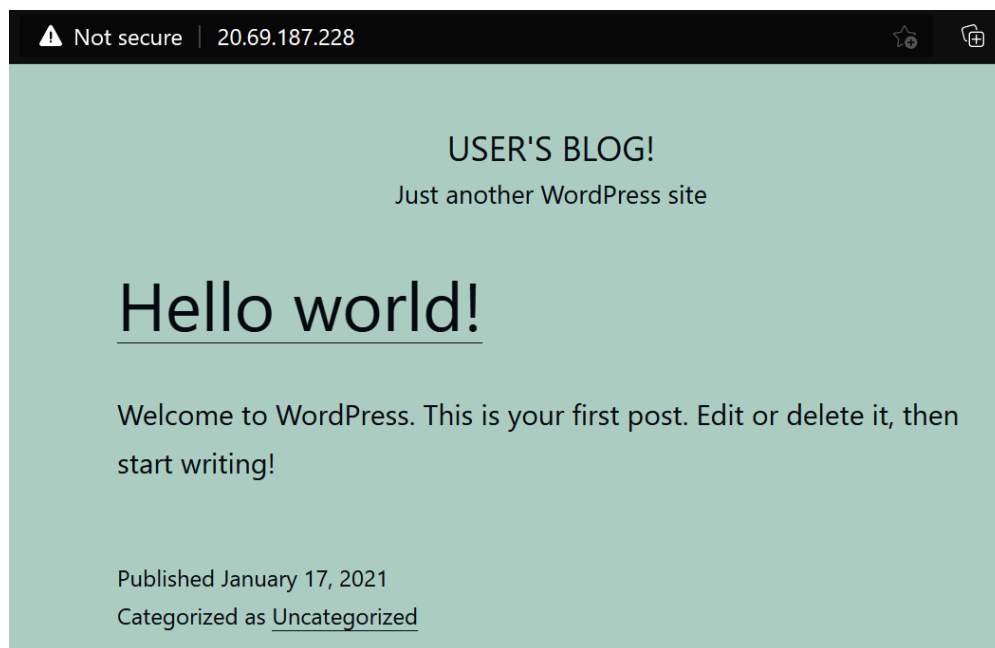 Not secure | 20.69.187.228
USER'S BLOG!
Just another WordPress site
Hello world!
Welcome to WordPress. This is your first post. Edit or delete it, then
start writing!
Published January 17, 2021
Categorized as Uncategorized